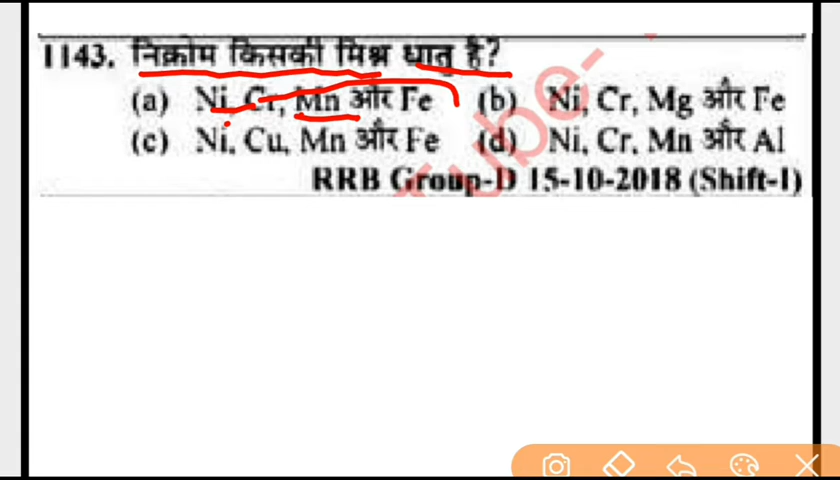 1143. निक्रोम किसकी मिश्र धातु है?
(a) Ni, Cr, Mn और Fe (b) Ni, Cr, Mg और Fe
(c) Ni, Cu, Mn और Fe (d) Ni, Cr, Mn और Al
RRB Group-D 15-10-2018 (Shift-I)
Tube-